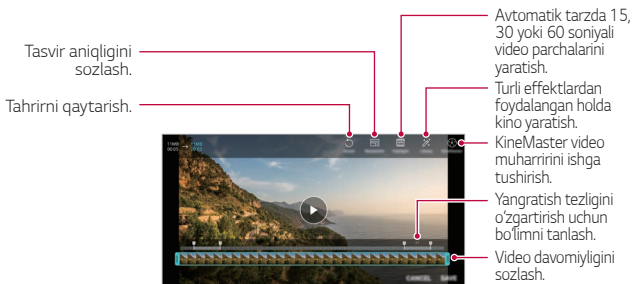 Tasvir aniqligini
sozlash.
Tahrirni qaytarish.
Avtomatik tarzda 15,
30 yoki 60 soniyali
video parchalarini
yaratish.
Turli effektlardan
foydalangan holda
kino yaratish.
KineMaster video
muharririni ishga
tushirish.
Yangratish tezligini
o‘zgartirish uchun
bo‘limni tanlash.
Video davomiyligini
sozlash.
CANCEL SAVE